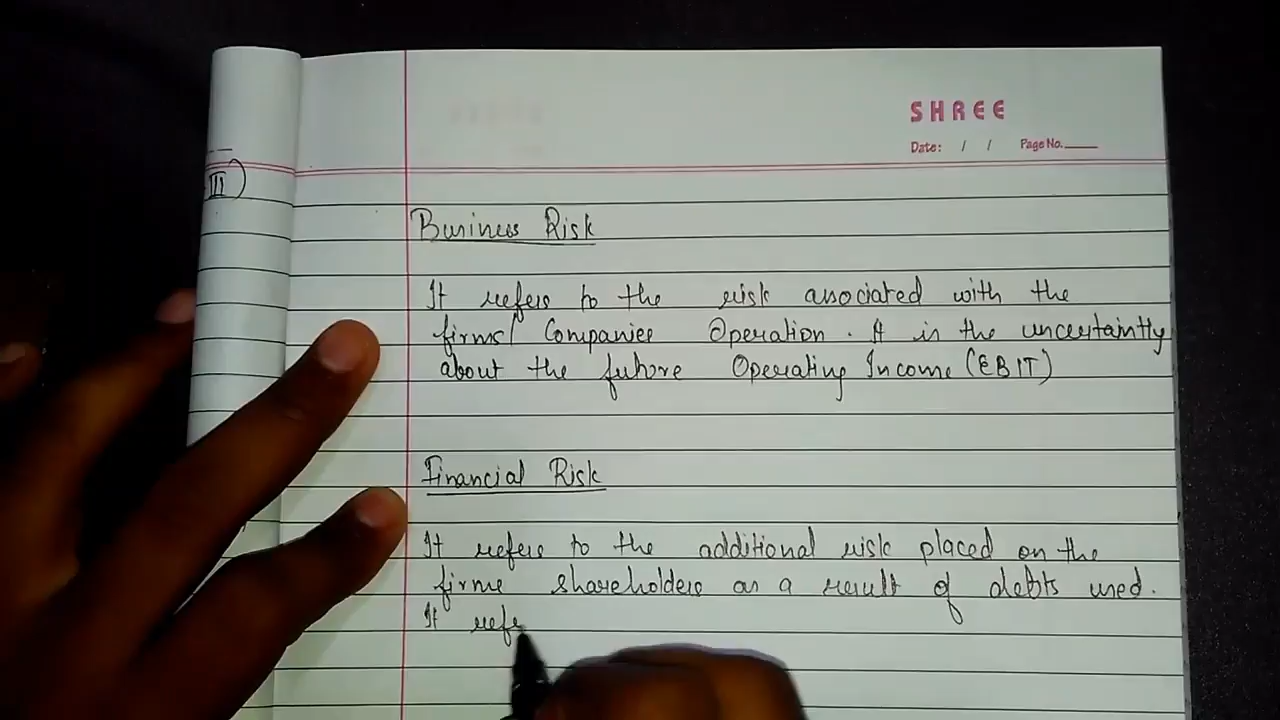 SHREE
Date: / / Page No.
III)
Business Risk
It refers to the risk associated with the
firms/ Companies Operation. It is the uncertaintly
about the future Operating Income (EBIT)
Financial Risk
It refers to the additional risk placed on the
firms shareholders as a result of debts used.
It refe